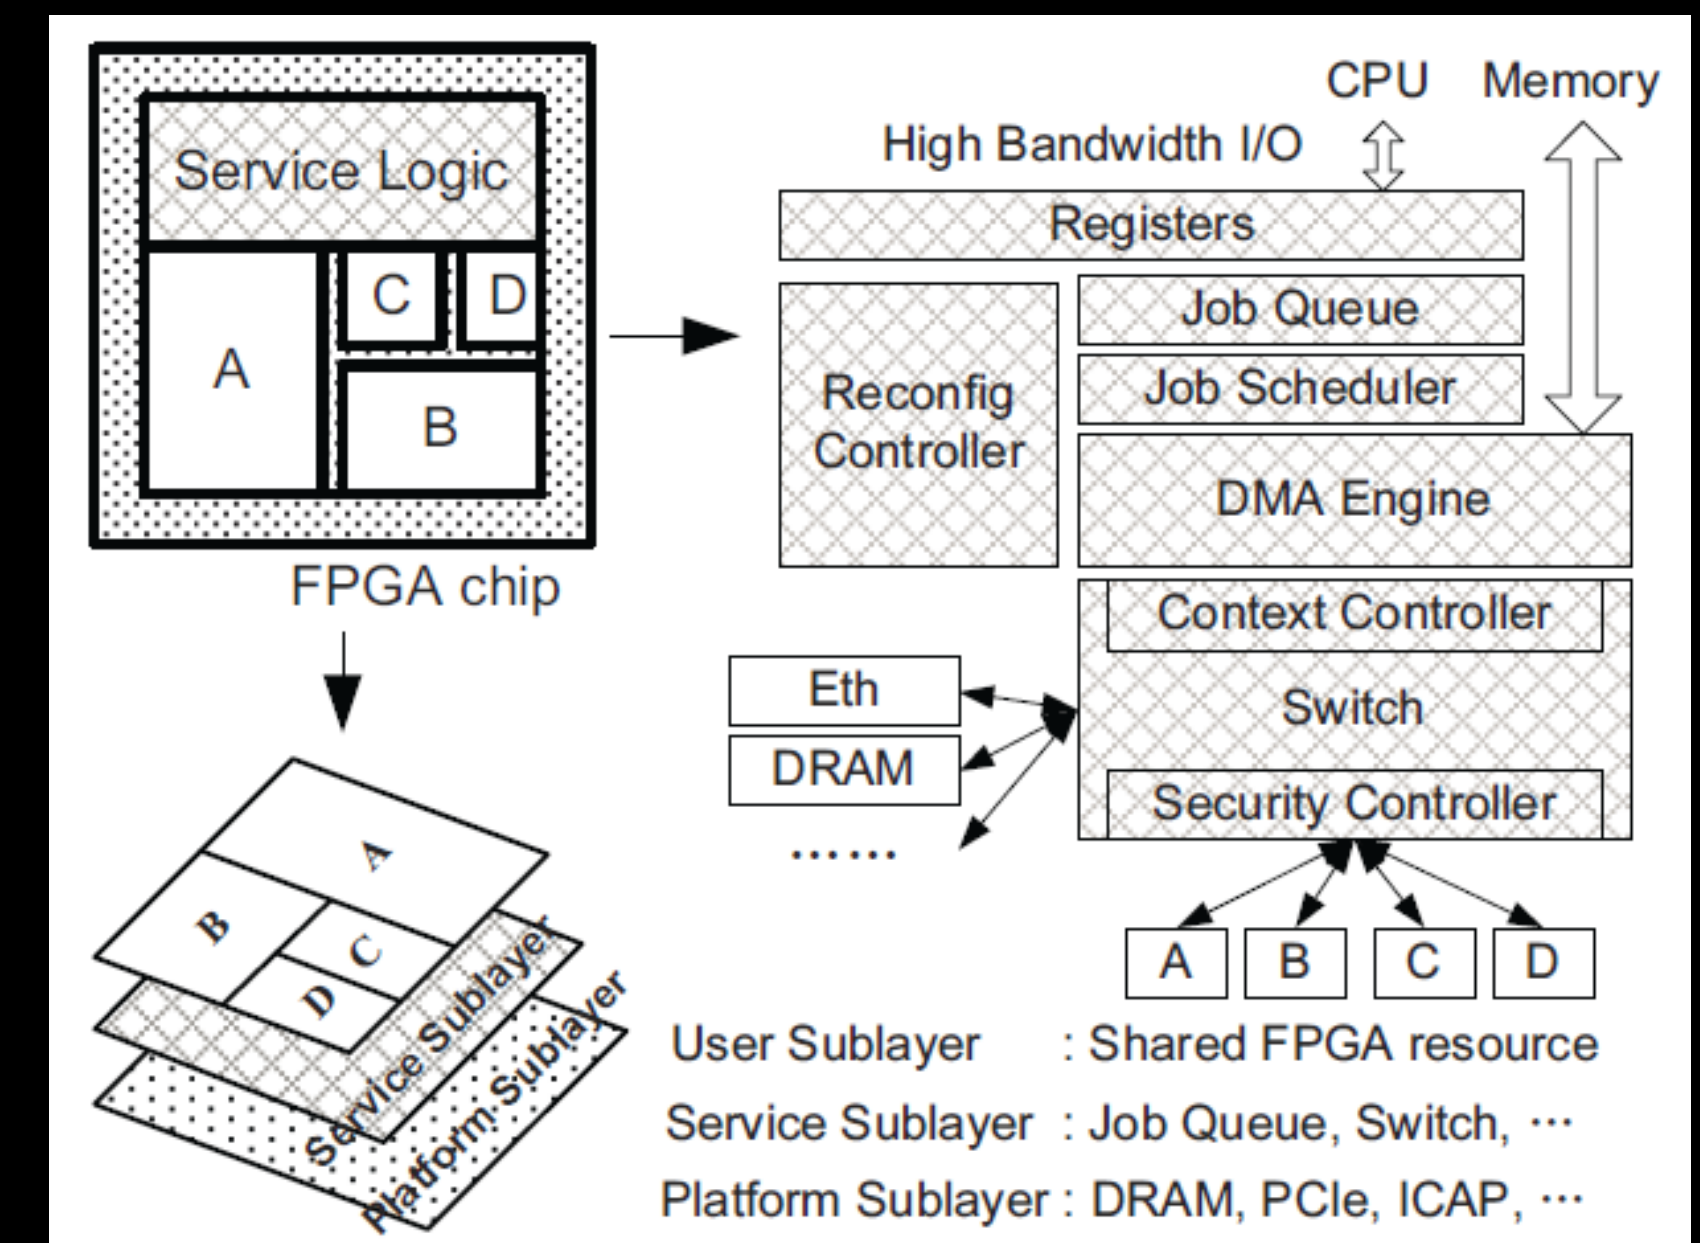 Service Logic
A
C
D
B
FPGA chip
A
B
C
D
Service Sublayer
Platform Sublayer
CPU
Memory
High Bandwidth I/O
Registers
Reconfig
Controller
Job Queue
Job Scheduler
DMA Engine
Context Controller
Switch
Security Controller
Eth
DRAM
······
A
B
C
D
User Sublayer : Shared FPGA resource
Service Sublayer : Job Queue, Switch, ···
Platform Sublayer : DRAM, PCIe, ICAP, ···